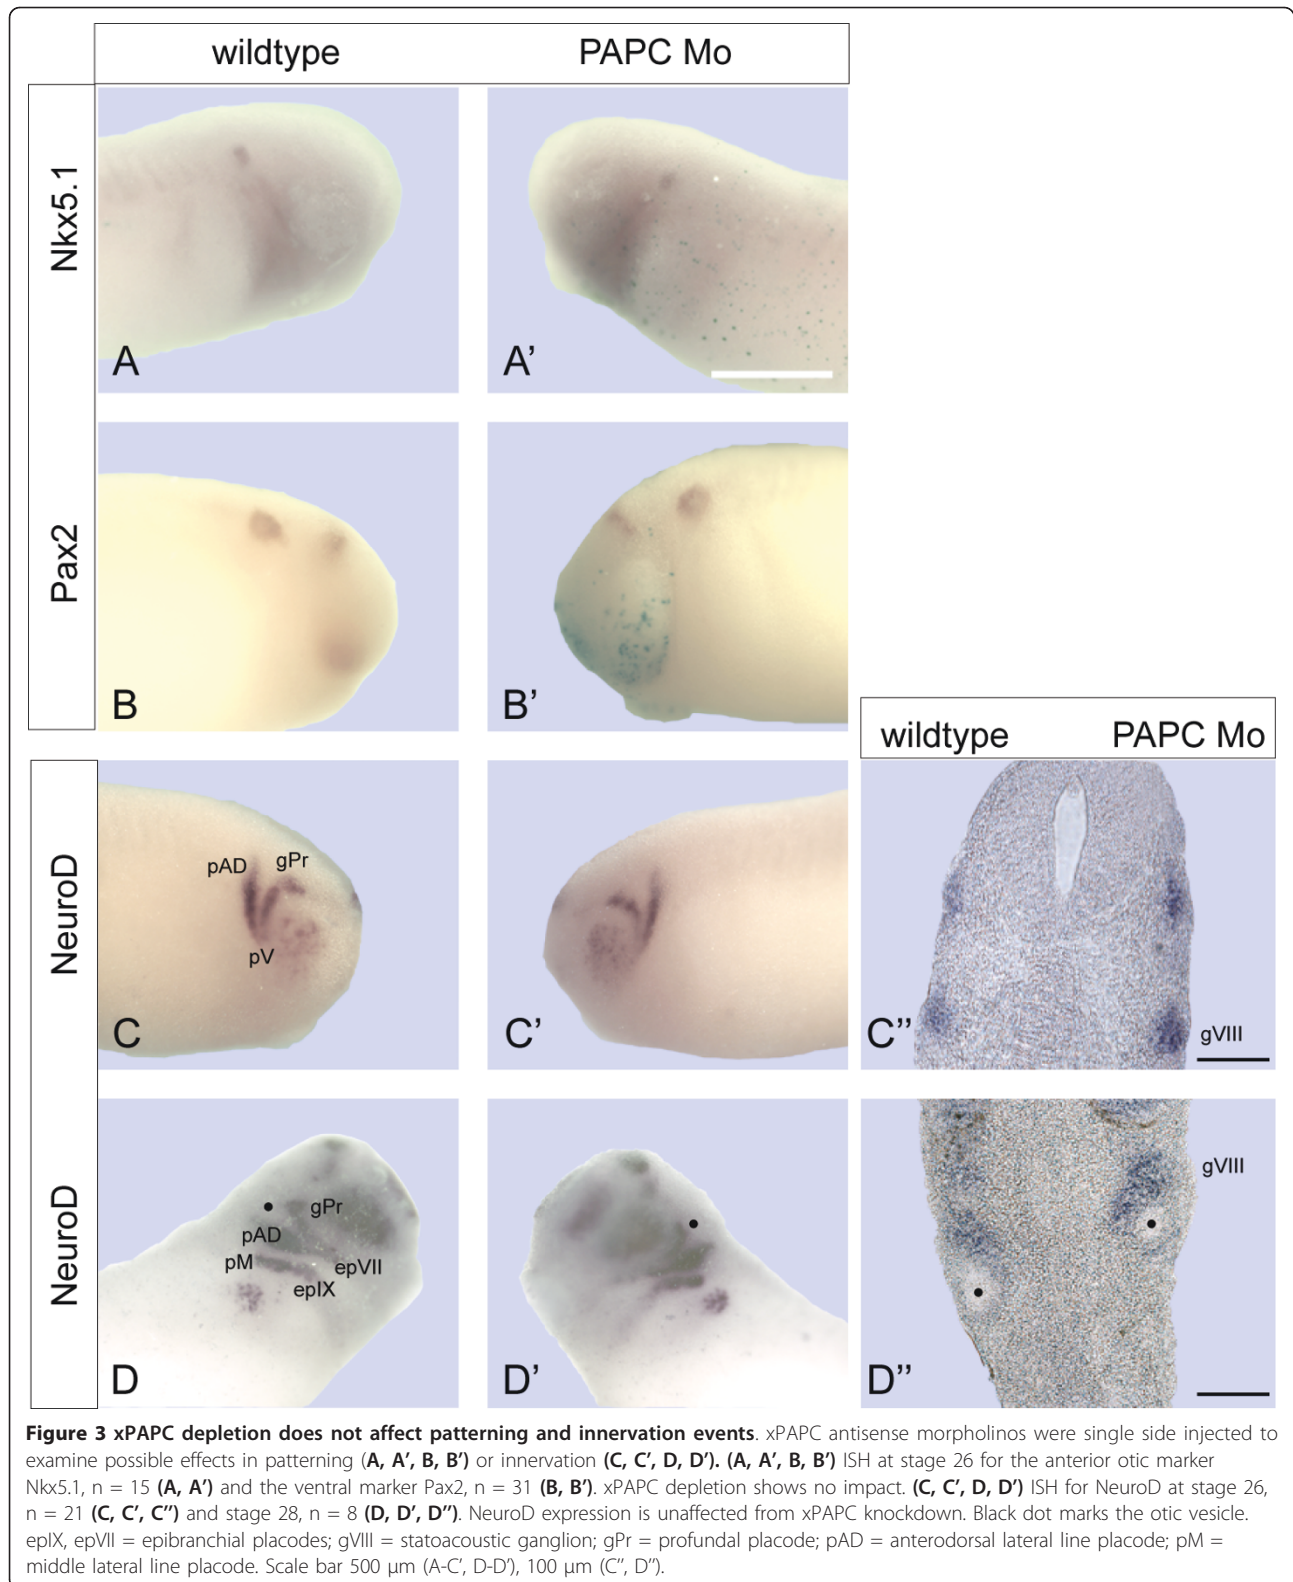 wildtype PAPC Mo
Nkx5.1
A
A'
Pax2
B
B'
wildtype PAPC Mo
NeuroD
pAD
gPr
pV
C
C'
gVIII
C''
NeuroD
gPr
pAD
pM
epVII
epIX
D
D'
gVIII
D''
Figure 3 xPAPC depletion does not affect patterning and innervation events. xPAPC antisense morpholinos were single side injected to
examine possible effects in patterning (A, A', B, B') or innervation (C, C', D, D'). (A, A', B, B') ISH at stage 26 for the anterior otic marker
Nkx5.1, n = 15 (A, A') and the ventral marker Pax2, n = 31 (B, B'). xPAPC depletion shows no impact. (C, C', D, D') ISH for NeuroD at stage 26,
n = 21 (C, C', C'') and stage 28, n = 8 (D, D', D''). NeuroD expression is unaffected from xPAPC knockdown. Black dot marks the otic vesicle.
epIX, epVII = epibranchial placodes; gVIII = statoacoustic ganglion; gPr = profundal placode; pAD = anterodorsal lateral line placode; pM =
middle lateral line placode. Scale bar 500 μm (A-C', D-D'), 100 μm (C'', D'').